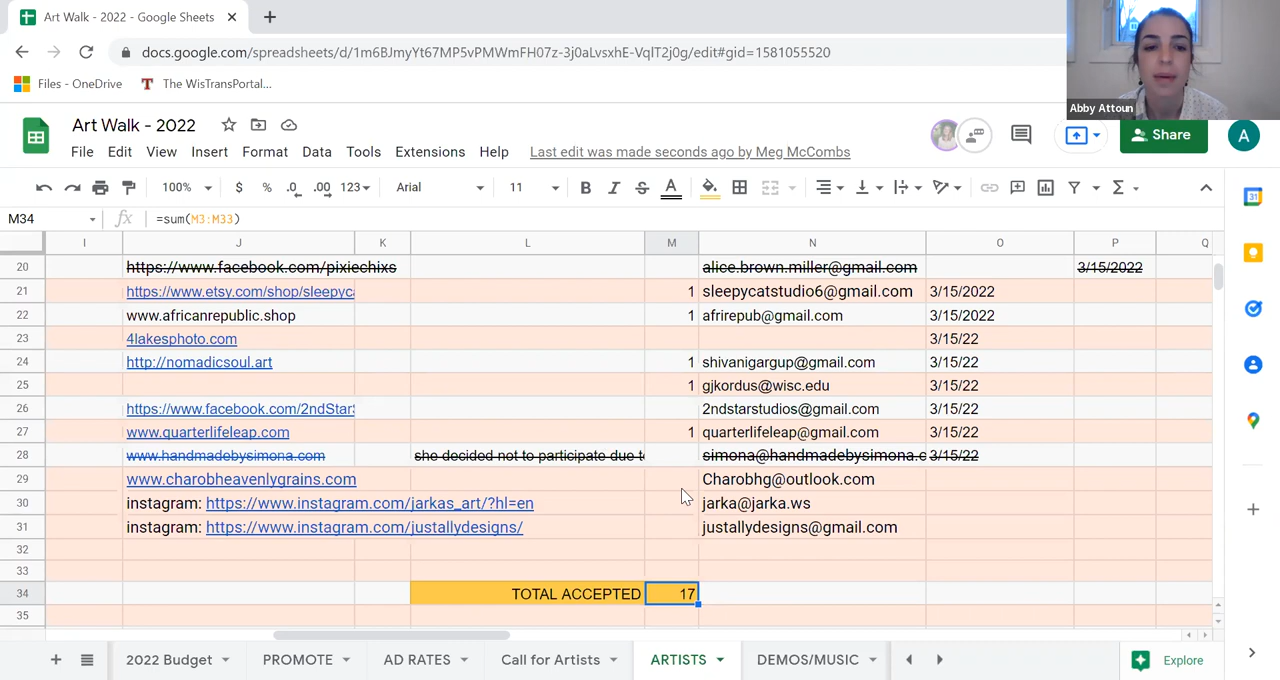 Art Walk - 2022 - Google Sheets
docs.google.com/spreadsheets/d/1m6BJmyYt67MP5vPMWmFH07z-3j0aLvsxhE-VqlT2j0g/edit#gid=1581055520
Files - OneDrive T The WisTransPortal...
Abby Attoun
Art Walk - 2022
Share A
File Edit View Insert Format Data Tools Extensions Help Last edit was made seconds ago by Meg McCombs
100% $ % .0 .00 123 Arial 11 B I S A
M34 fx =sum(M3:M33)
I J K L M N O P Q
20 https://www.facebook.com/pixiechixs alice.brown.miller@gmail.com 3/15/2022
21 https://www.etsy.com/shop/sleepyca 1 sleepycatstudio6@gmail.com 3/15/2022
22 www.africanrepublic.shop 1 afrirepub@gmail.com 3/15/2022
23 4lakesphoto.com 3/15/22
24 http://nomadicsoul.art 1 shivanigargup@gmail.com 3/15/22
25 1 gjkordus@wisc.edu 3/15/22
26 https://www.facebook.com/2ndStarS 2ndstarstudios@gmail.com 3/15/22
27 www.quarterlifeleap.com 1 quarterlifeleap@gmail.com 3/15/22
28 www.handmadebysimona.com she decided not to participate due t simona@handmadebysimona.c 3/15/22
29 www.charobheavenlygrains.com Charobhg@outlook.com
30 instagram: https://www.instagram.com/jarkas_art/?hl=en jarka@jarka.ws
31 instagram: https://www.instagram.com/justallydesigns/ justallydesigns@gmail.com
32
33
34 TOTAL ACCEPTED 17
35
2022 Budget PROMOTE AD RATES Call for Artists ARTISTS DEMOS/MUSIC Explore